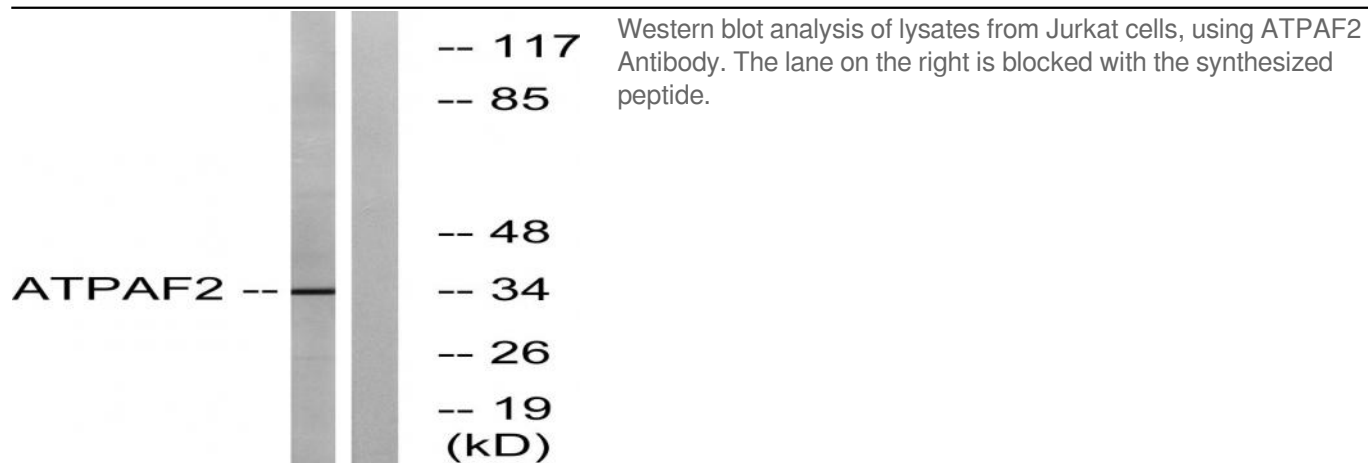 -- 117
-- 85
-- 48
ATPAF2 -- -- 34
-- 26
-- 19
(kD)
Western blot analysis of lysates from Jurkat cells, using ATPAF2
Antibody. The lane on the right is blocked with the synthesized
peptide.